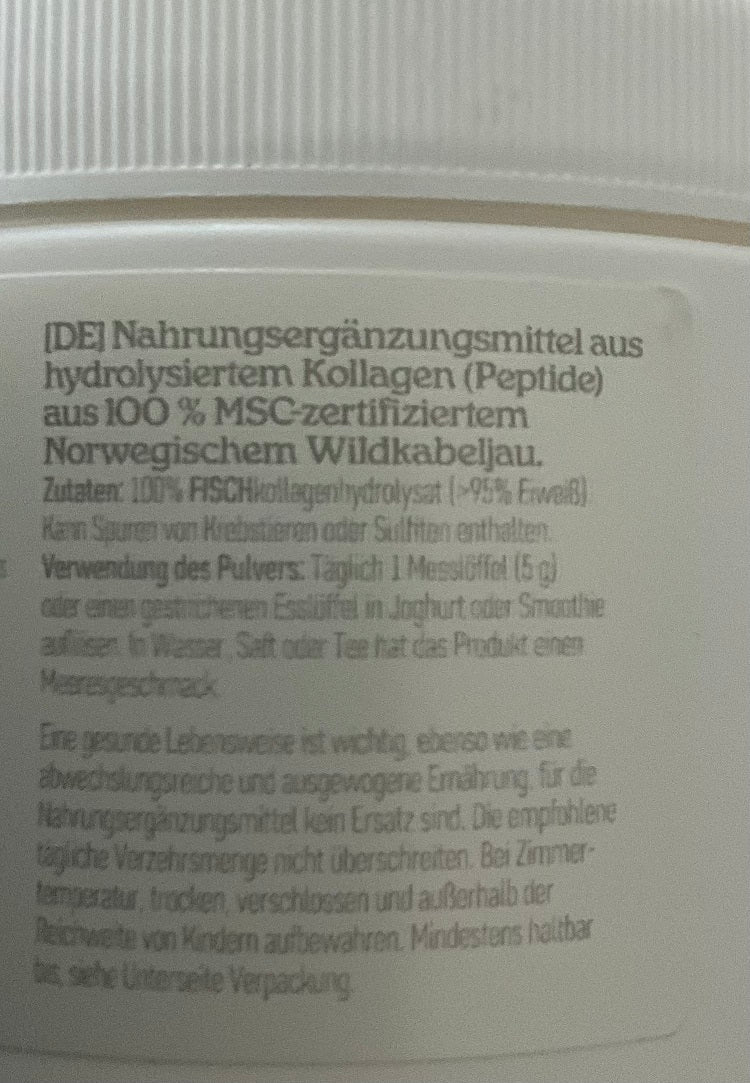 [DE] Nahrungsergänzungsmittel aus
hydrolysiertem Kollagen (Peptide)
aus 100 % MSC-zertifiziertem
Norwegischem Wildkabeljau.
Zutaten: 100% FISCHkollagenhydrolysat (>95% Eiweiß)
Kann Spuren von Krebstieren oder Sulfiten enthalten.
Verwendung des Pulvers: Täglich 1 Messlöffel (5 g)
oder einen gestrichenen Esslöffel in Joghurt oder Smoothie
auflösen. In Wasser, Saft oder Tee hat das Produkt einen
Meeresgeschmack.
Eine gesunde Lebensweise ist wichtig, ebenso wie eine
abwechslungsreiche und ausgewogene Ernährung, für die
Nahrungsergänzungsmittel kein Ersatz sind. Die empfohlene
tägliche Verzehrsmenge nicht überschreiten. Bei Zimmer-
temperatur, trocken, verschlossen und außerhalb der
Reichweite von Kindern aufbewahren. Mindestens haltbar
bis, siehe Unterseite Verpackung.